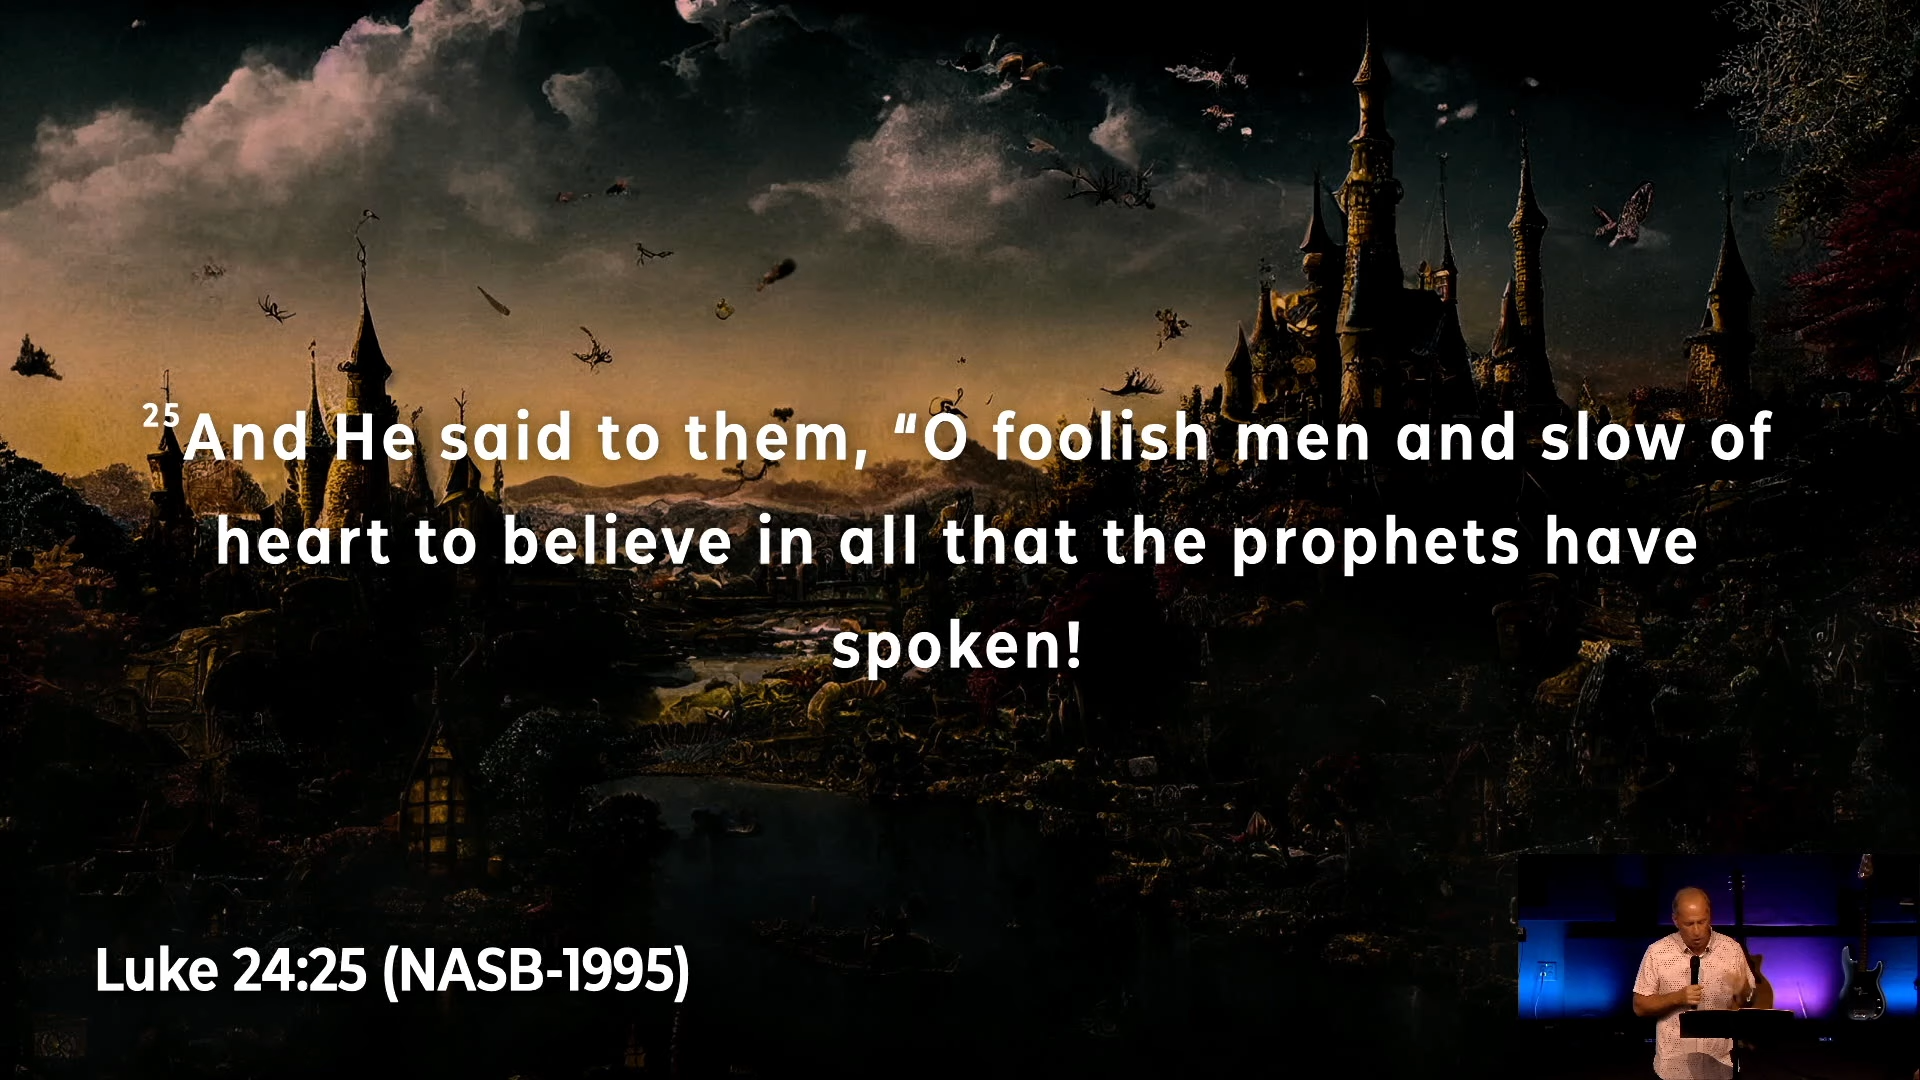 ²⁵And He said to them, “O foolish men and slow of
heart to believe in all that the prophets have
spoken!
Luke 24:25 (NASB-1995)